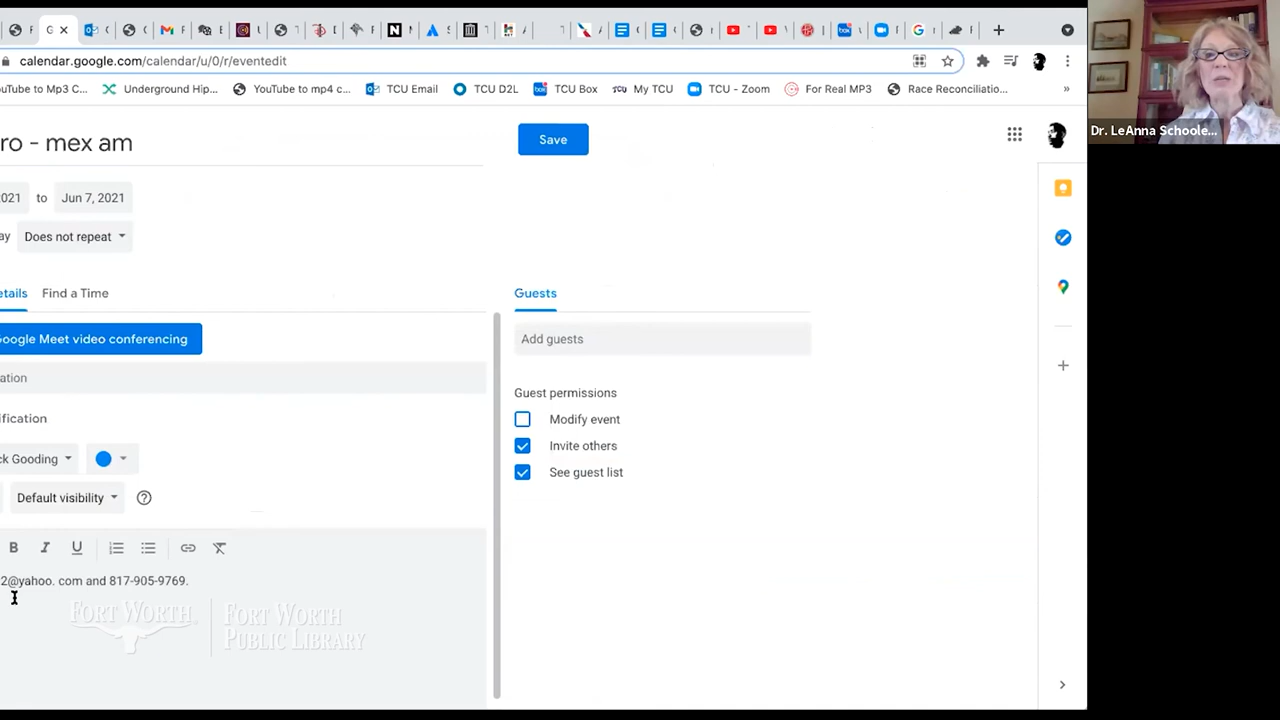 calendar.google.com/calendar/u/0/r/eventedit
ouTube to Mp3 C...
Underground Hip...
YouTube to mp4 c...
TCU Email
TCU D2L
TCU Box
My TCU
TCU - Zoom
For Real MP3
Race Reconciliatio...
»
ro - mex am
Save
2021
to
Jun 7, 2021
ay
Does not repeat
etails
Find a Time
Guests
Google Meet video conferencing
Add guests
ation
Guest permissions
ification
Modify event
Invite others
ck Gooding
See guest list
Default visibility
B I U
2@yahoo. com and 817-905-9769.
FORT WORTH
FORT WORTH
PUBLIC LIBRARY
Dr. LeAnna Schoole...